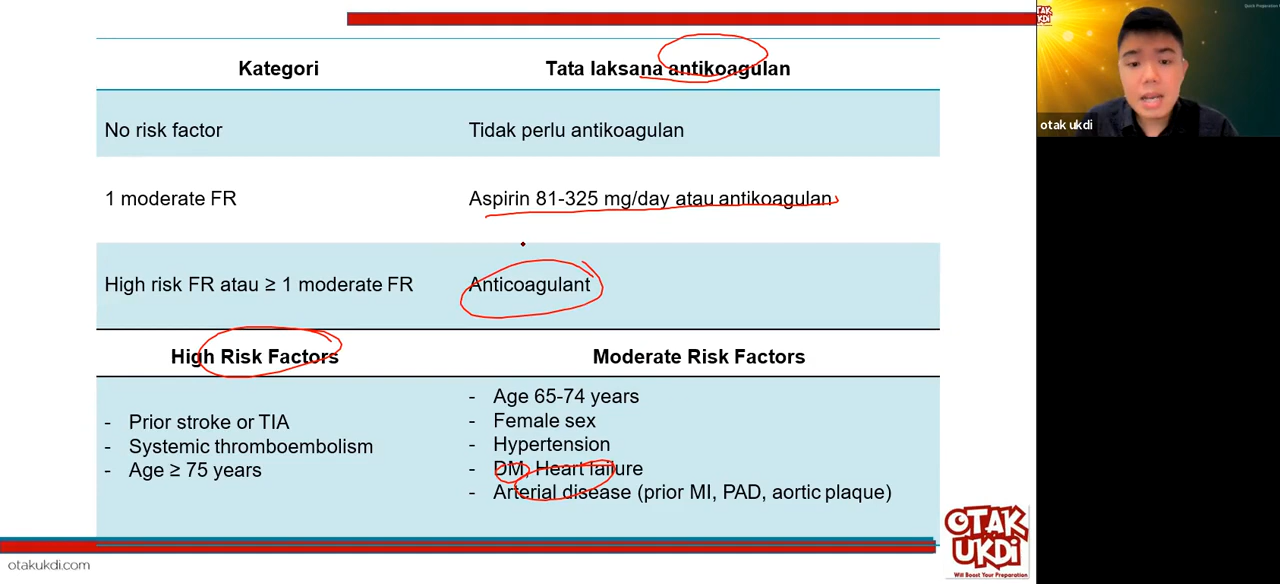 Kategori
Tata laksana antikoagulan
No risk factor
Tidak perlu antikoagulan
1 moderate FR
Aspirin 81-325 mg/day atau antikoagulan
High risk FR atau ≥ 1 moderate FR
Anticoagulant
High Risk Factors
Moderate Risk Factors
- Prior stroke or TIA
- Systemic thromboembolism
- Age ≥ 75 years
- Age 65-74 years
- Female sex
- Hypertension
- DM, Heart failure
- Arterial disease (prior MI, PAD, aortic plaque)
otakukdi.com
OTAK
UKDI
Will Boost Your Preparation
TAK
KDI
otak ukdi